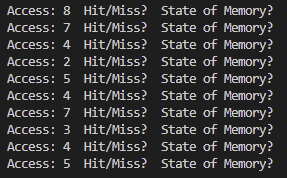 Access: 8  Hit/Miss?  State of Memory?
Access: 7  Hit/Miss?  State of Memory?
Access: 4  Hit/Miss?  State of Memory?
Access: 2  Hit/Miss?  State of Memory?
Access: 5  Hit/Miss?  State of Memory?
Access: 4  Hit/Miss?  State of Memory?
Access: 7  Hit/Miss?  State of Memory?
Access: 3  Hit/Miss?  State of Memory?
Access: 4  Hit/Miss?  State of Memory?
Access: 5  Hit/Miss?  State of Memory?